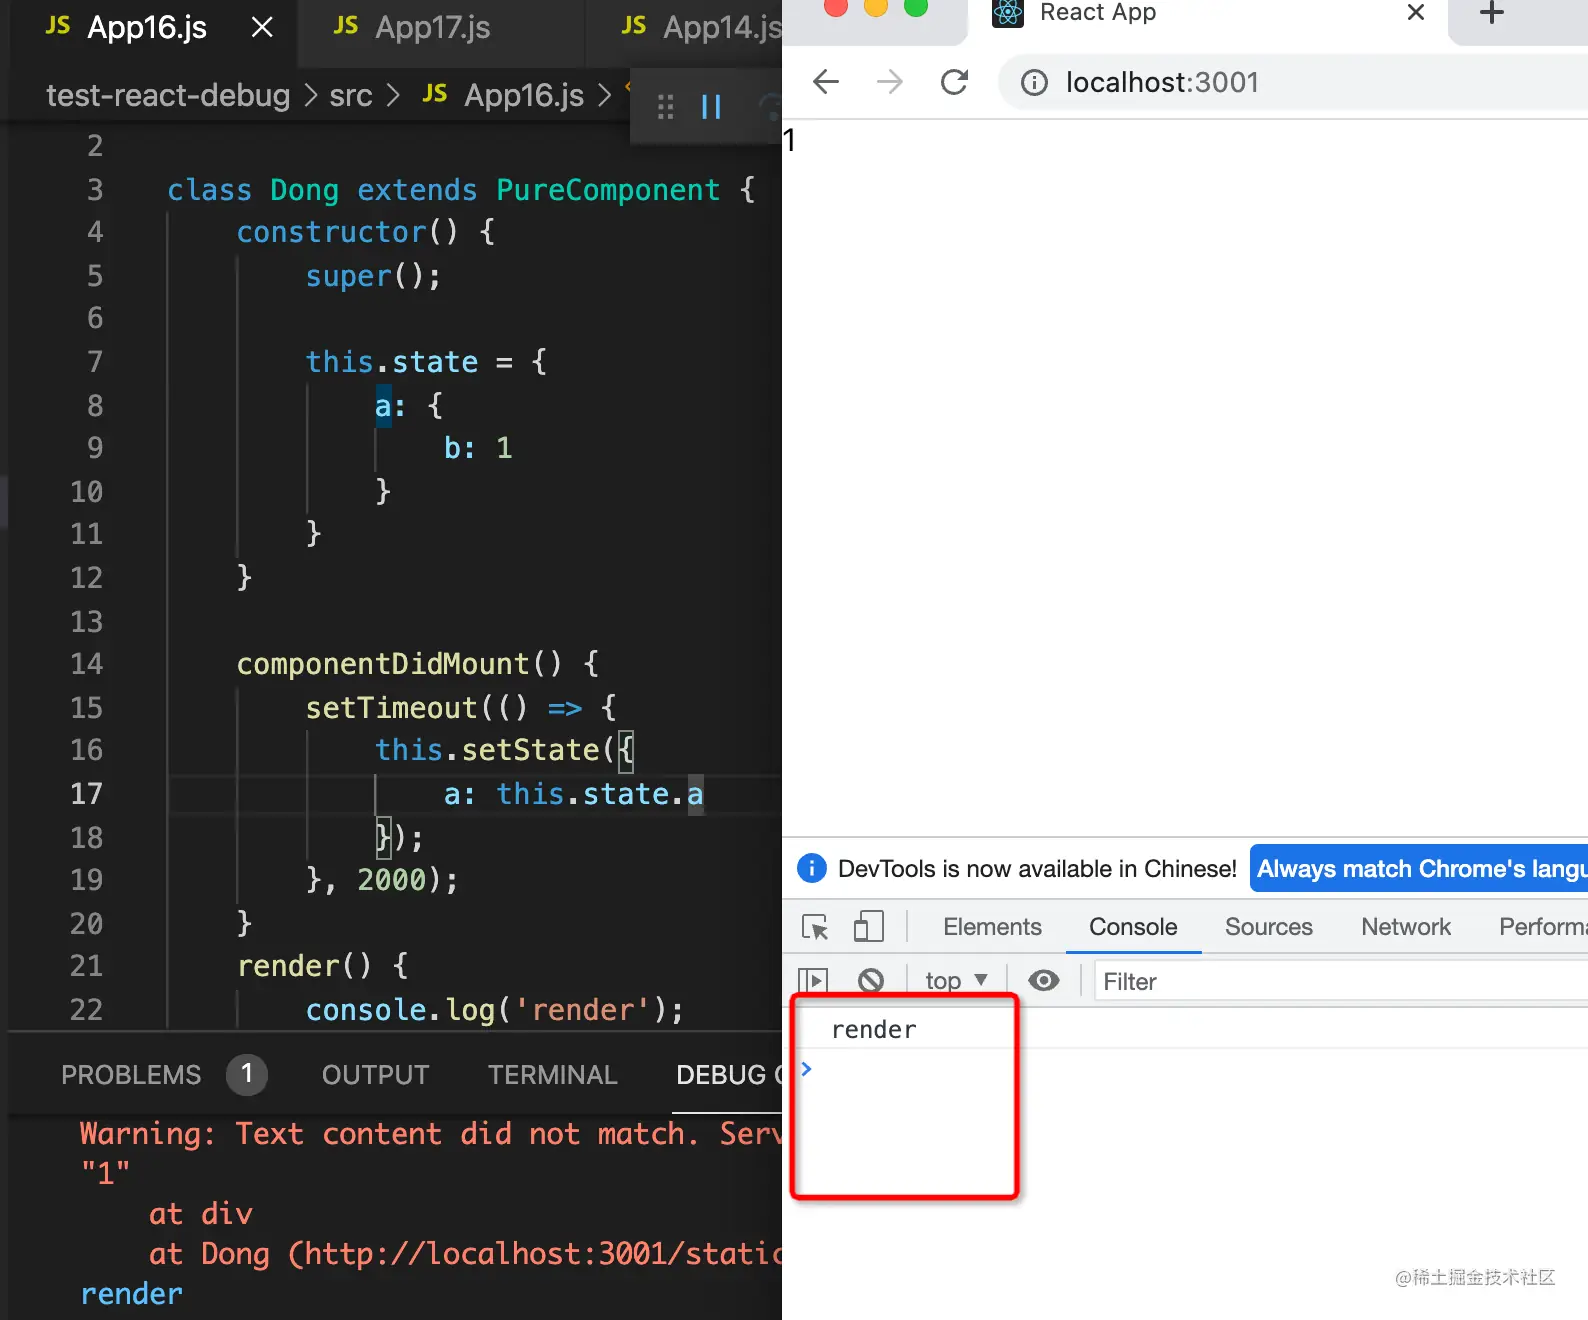 JS App16.js
JS App17.js
JS App14.js
test-react-debug > src > JS App16.js >
2
3 class Dong extends PureComponent {
4 constructor() {
5 super();
6
7 this.state = {
8 a: {
9 b: 1
10 }
11 }
12 }
13
14 componentDidMount() {
15 setTimeout(() => {
16 this.setState({
17 a: this.state.a
18 });
19 }, 2000);
20 }
21 render() {
22 console.log('render');
PROBLEMS 1 OUTPUT TERMINAL DEBUG
Warning: Text content did not match. Serv
"1"
at div
at Dong (http://localhost:3001/static
render
React App
localhost:3001
1
DevTools is now available in Chinese! Always match Chrome's langu
Elements Console Sources Network Performa
top Filter
render
>
@稀土掘金技术社区